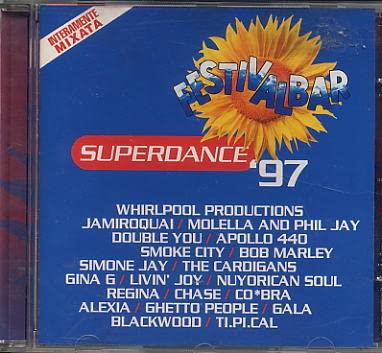 INTERAMENTE
MIXATA
FESTIVALBAR
SUPERDANCE '97
WHIRLPOOL PRODUCTIONS
JAMIROQUAI / MOLELLA AND PHIL JAY
DOUBLE YOU / APOLLO 440
SMOKE CITY / BOB MARLEY
SIMONE JAY / THE CARDIGANS
GINA G / LIVIN' JOY / NUYORICAN SOUL
REGINA / CHASE / CO*BRA
ALEXIA / GHETTO PEOPLE / GALA
BLACKWOOD / TI.PI.CAL